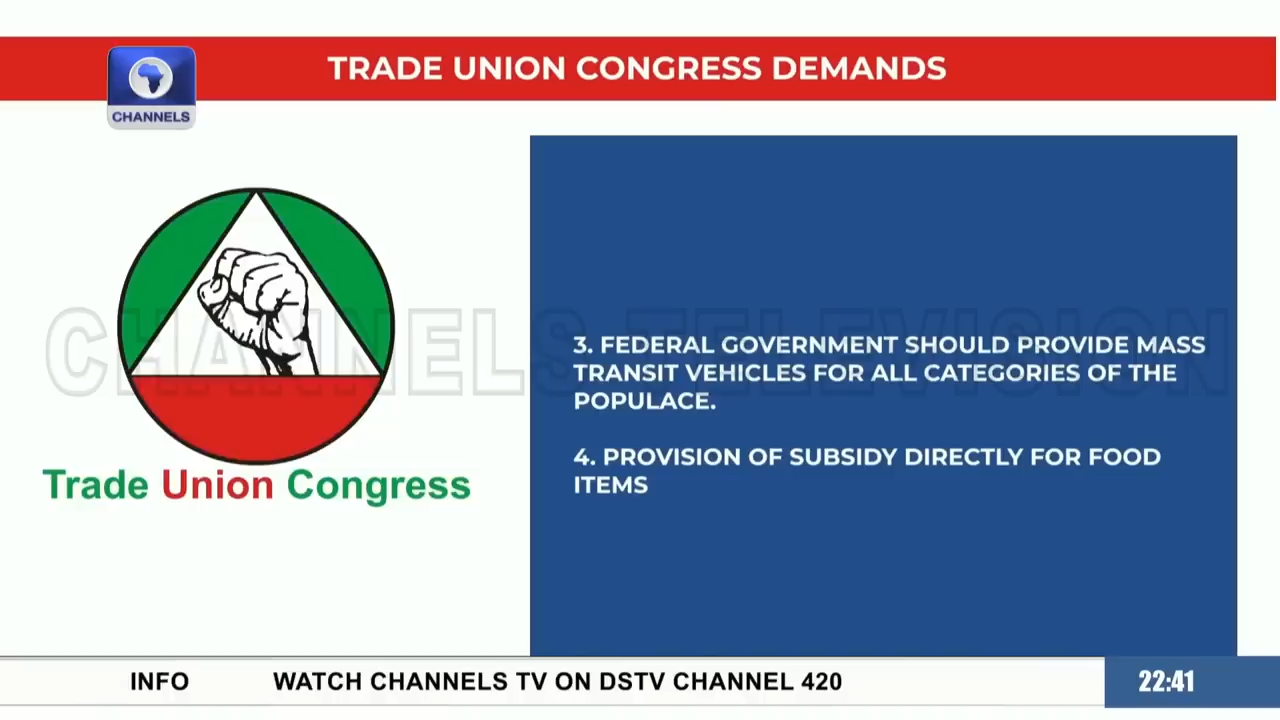 TRADE UNION CONGRESS DEMANDS
CHANNELS
CHANNELS TELEVISION
3. FEDERAL GOVERNMENT SHOULD PROVIDE MASS
TRANSIT VEHICLES FOR ALL CATEGORIES OF THE
POPULACE.
4. PROVISION OF SUBSIDY DIRECTLY FOR FOOD
ITEMS
Trade Union Congress
INFO WATCH CHANNELS TV ON DSTV CHANNEL 420
22:41